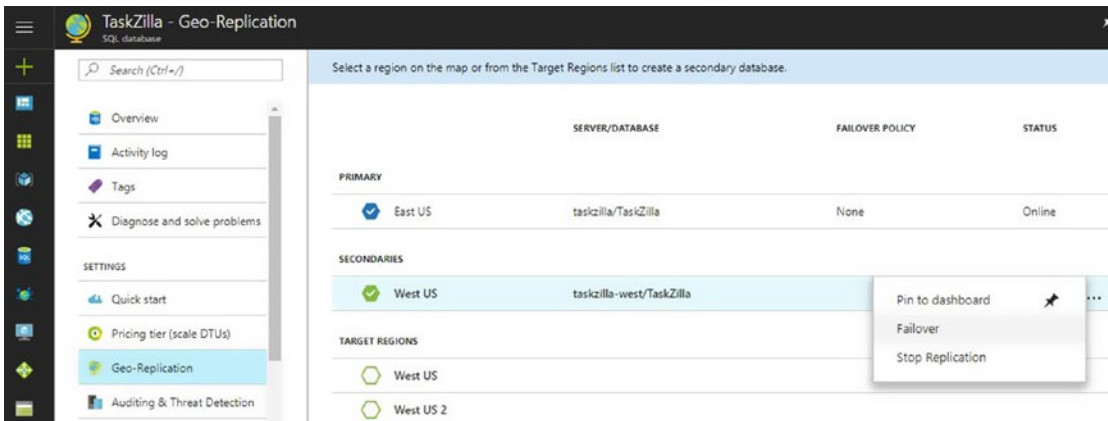 TaskZilla - Geo-Replication
SQL database
Search (Ctrl+/)
Overview
Activity log
Tags
Diagnose and solve problems
SETTINGS
Quick start
Pricing tier (scale DTUs)
Geo-Replication
Auditing & Threat Detection
Select a region on the map or from the Target Regions list to create a secondary database.
SERVER/DATABASE FAILOVER POLICY STATUS
PRIMARY
East US taskzilla/TaskZilla None Online
SECONDARIES
West US taskzilla-west/TaskZilla
Pin to dashboard
Failover
Stop Replication
TARGET REGIONS
West US
West US 2